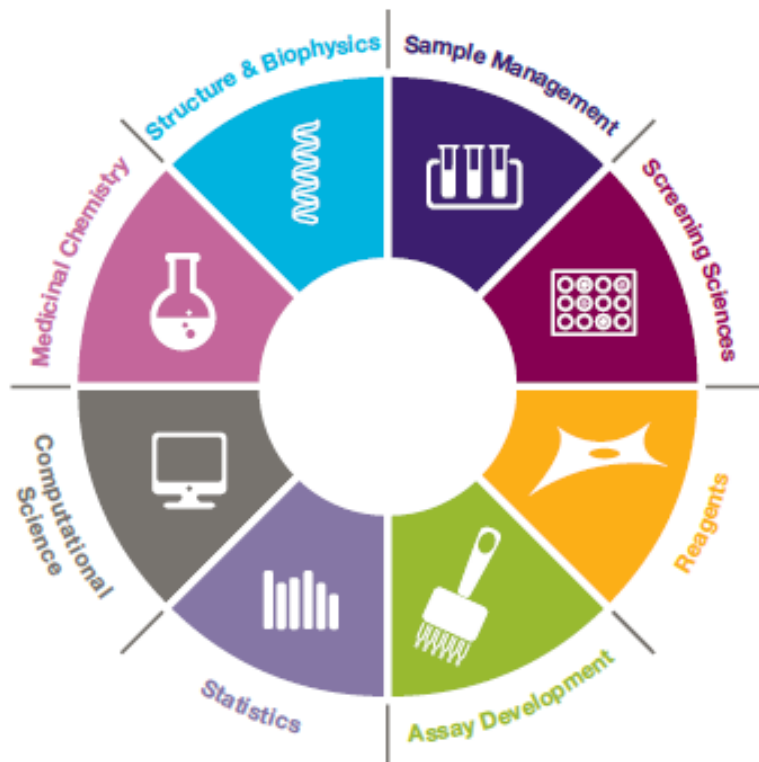 Structure & Biophysics
Sample Management
Screening Sciences
Reagents
Assay Development
Statistics
Computational
Science
Medicinal Chemistry